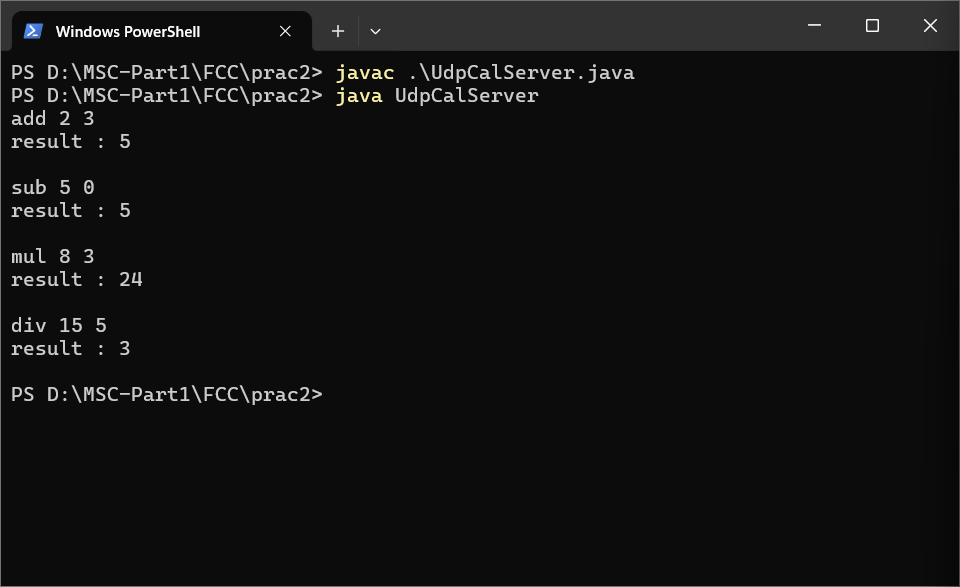 Windows PowerShell
PS D:\MSC-Part1\FCC\prac2> javac .\UdpCalServer.java
PS D:\MSC-Part1\FCC\prac2> java UdpCalServer
add 2 3
result : 5
sub 5 0
result : 5
mul 8 3
result : 24
div 15 5
result : 3
PS D:\MSC-Part1\FCC\prac2>